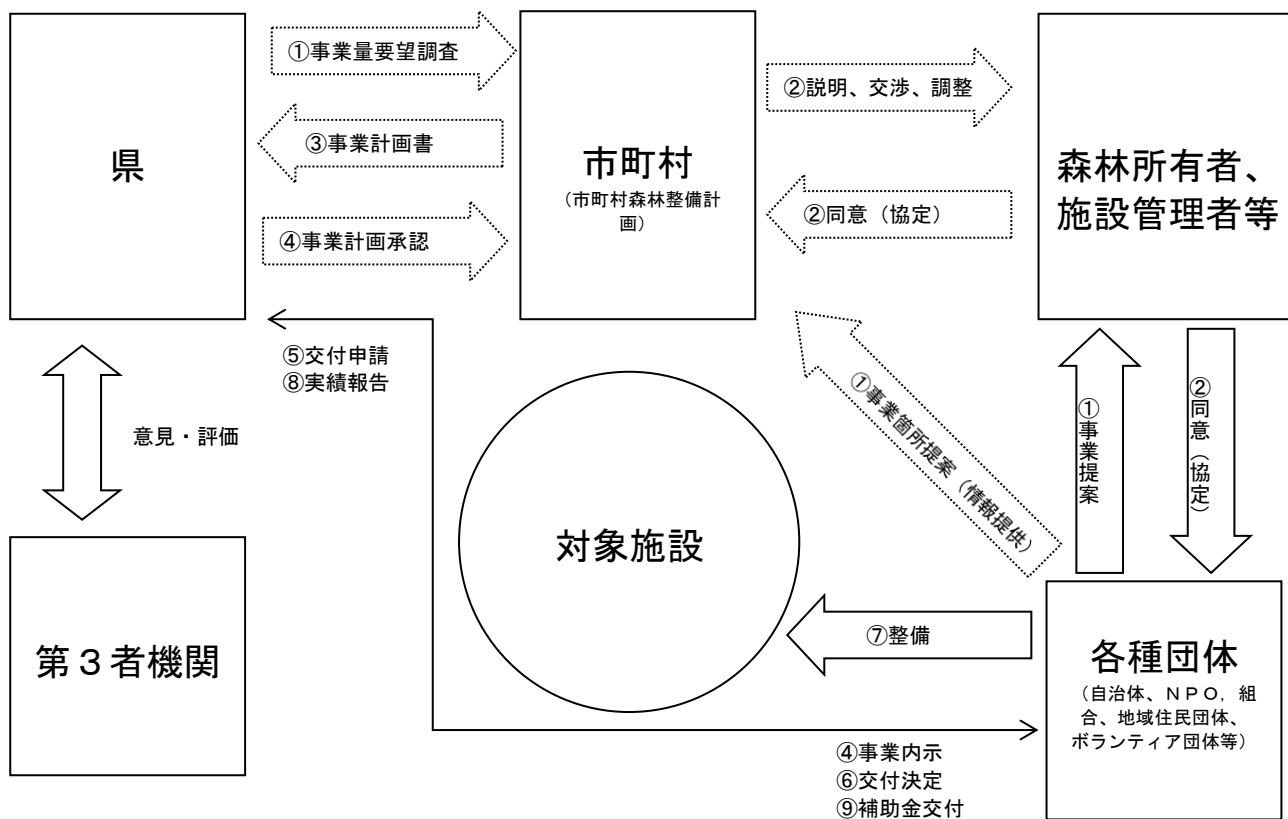 県
①事業量要望調査
③事業計画書
④事業計画承認
市町村
(市町村森林整備計
画)
②説明、交渉、調整
②同意(協定)
森林所有者、
施設管理者等
⑤交付申請
⑧実績報告
意見・評価
第3者機関
対象施設
①事業箇所提案(情報提供)
①事業提案
②同意(協定)
⑦整備
各種団体
(自治体、NPO,組
合、地域住民団体、
ボランティア団体等)
④事業内示
⑥交付決定
⑨補助金交付